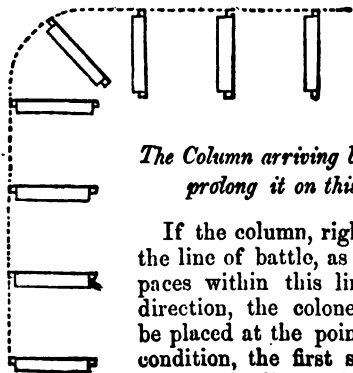 The Column arriving
prolong it on this
If the column, righ
the line of battle, as
paces within this lin
direction, the colone
be placed at the poin
condition, the first s